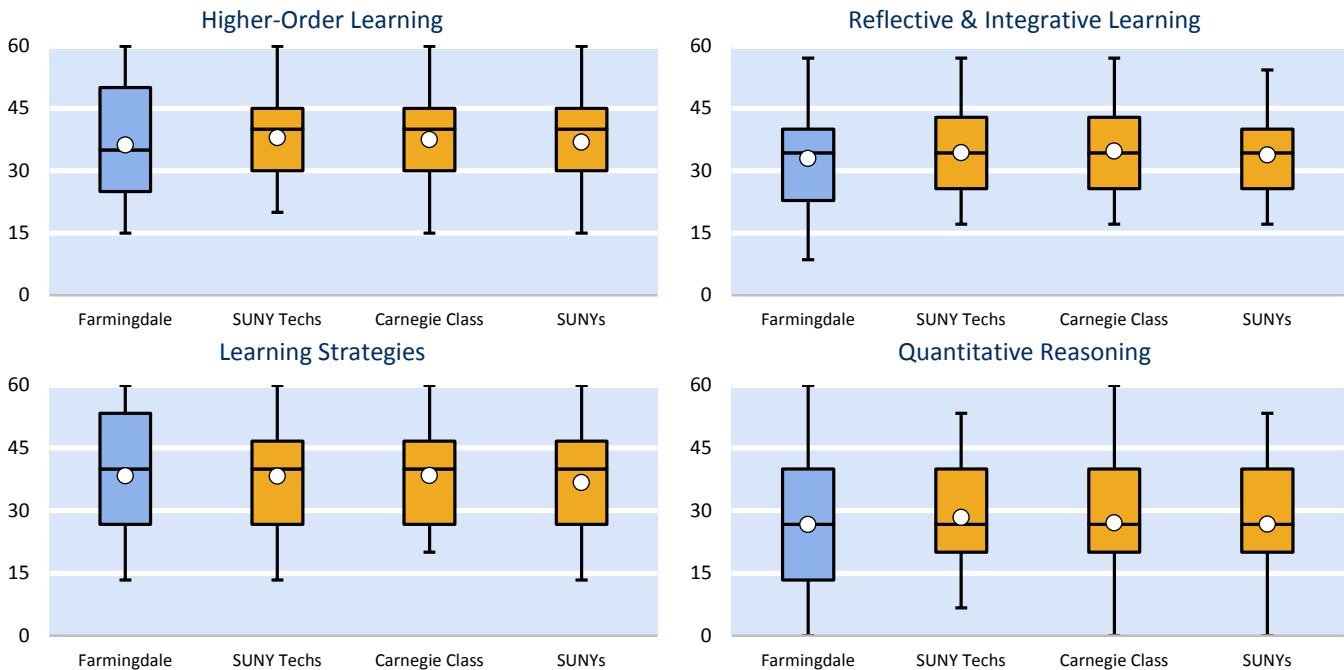 Higher-Order Learning
60
45
30
15
0
Farmingdale SUNY Techs Carnegie Class SUNYs
Reflective & Integrative Learning
60
45
30
15
0
Farmingdale SUNY Techs Carnegie Class SUNYs
Learning Strategies
60
45
30
15
0
Farmingdale SUNY Techs Carnegie Class SUNYs
Quantitative Reasoning
60
45
30
15
0
Farmingdale SUNY Techs Carnegie Class SUNYs